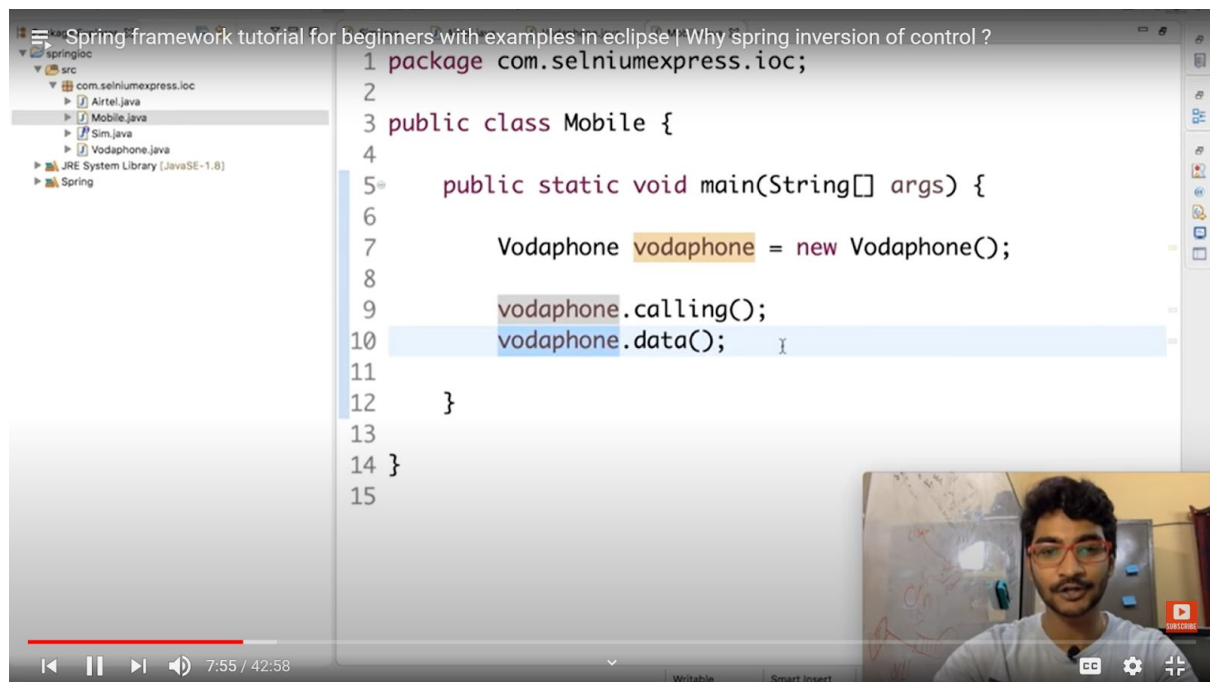 Spring framework tutorial for beginners with examples in eclipse | Why spring inversion of control ?
springioc
src
com.selniumexpress.ioc
Airtel.java
Mobile.java
Sim.java
Vodaphone.java
JRE System Library [JavaSE-1.8]
Spring
1 package com.selniumexpress.ioc;
2
3 public class Mobile {
4
5 public static void main(String[] args) {
6
7 Vodaphone vodaphone = new Vodaphone();
8
9 vodaphone.calling();
10 vodaphone.data();
11
12 }
13
14 }
15
SUBSCRIBE
7:55 / 42:58
CC
Writable
Smart Insert